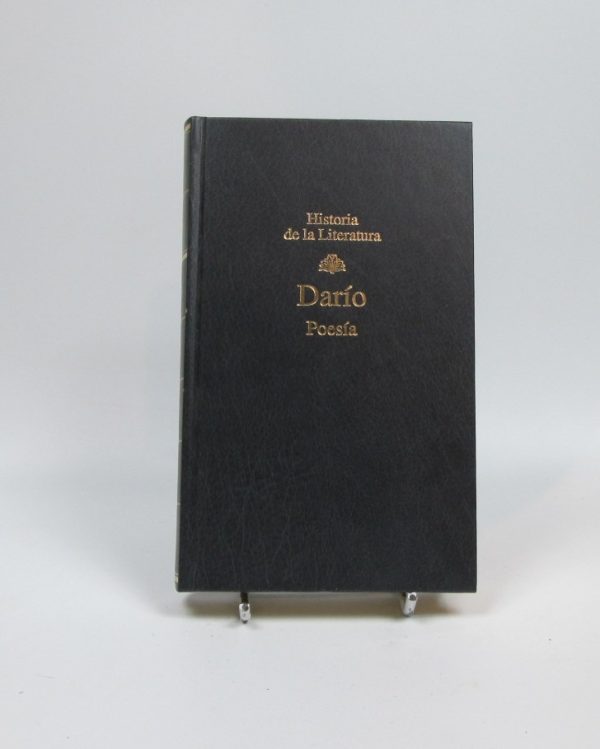 Historia
de la Literatura
Darío
Poesía